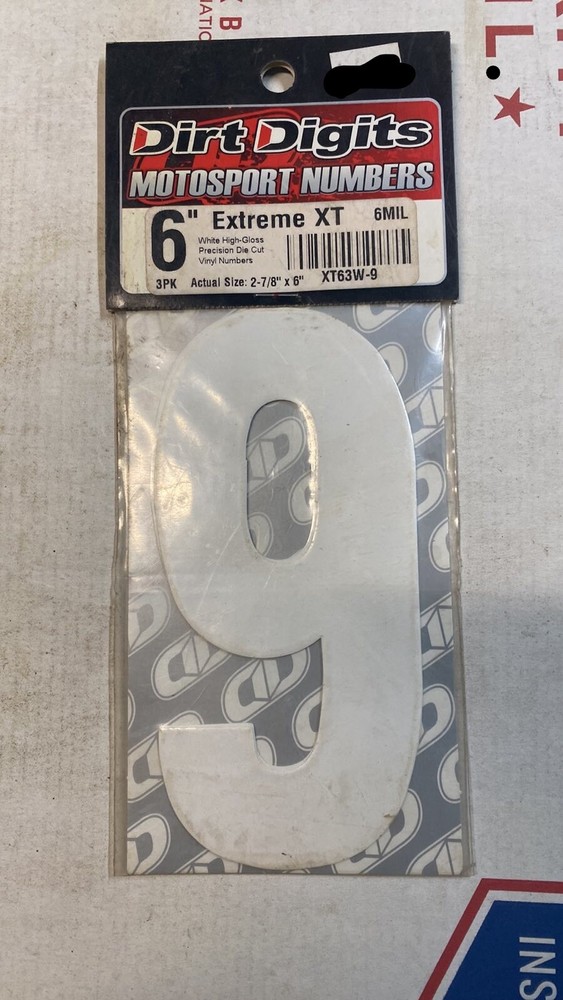 Dirt Digits
MOTOSPORT NUMBERS
6" Extreme XT 6MIL
White High-Gloss
Precision Die Cut
Vinyl Numbers
3PK Actual Size: 2-7/8" x 6" XT63W-9
9
L
INS